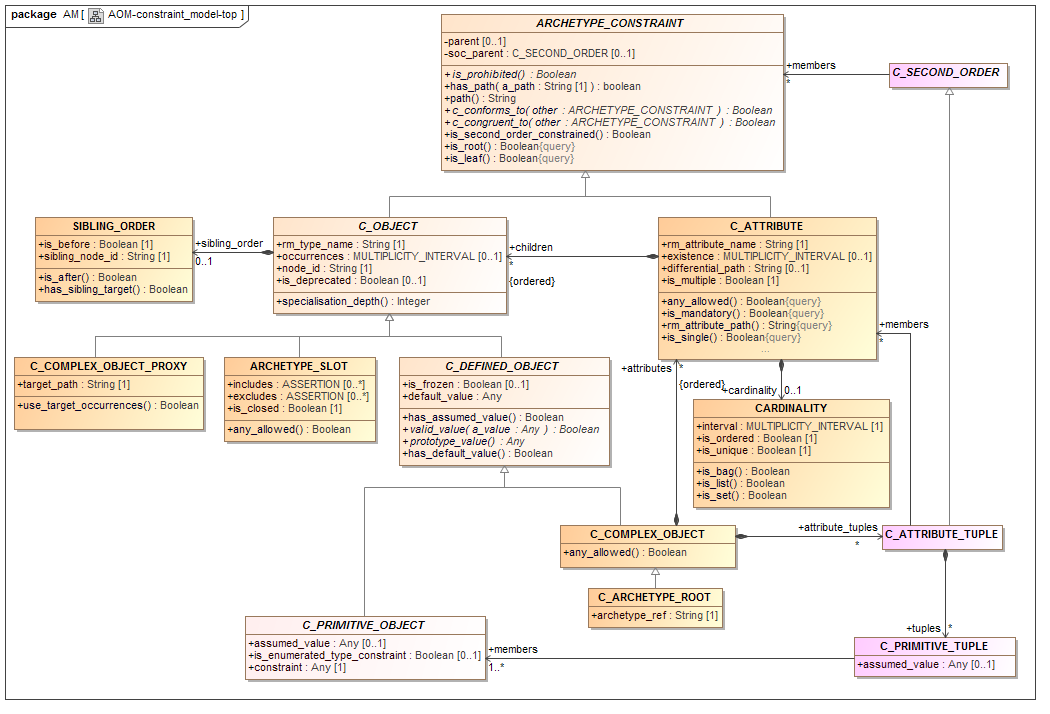 package AM [ AOM-constraint_model-top ]
ARCHETYPE_CONSTRAINT
-parent [0..1]
-soc_parent : C_SECOND_ORDER [0..1]
+is_prohibited() : Boolean
+has_path( a_path : String [1] ) : boolean
+path() : String
+c_conforms_to( other : ARCHETYPE_CONSTRAINT ) : Boolean
+c_congruent_to( other : ARCHETYPE_CONSTRAINT ) : Boolean
+is_second_order_constrained() : Boolean
+is_root() : Boolean{query}
+is_leaf() : Boolean{query}
+members
*
C_SECOND_ORDER
SIBLING_ORDER
+is_before : Boolean [1]
+sibling_node_id : String [1]
+is_after() : Boolean
+has_sibling_target() : Boolean
+sibling_order
0..1
C_OBJECT
+rm_type_name : String [1]
+occurrences : MULTIPLICITY_INTERVAL [0..1]
+node_id : String [1]
+is_deprecated : Boolean [0..1]
+specialisation_depth() : Integer
+children
*
{ordered}
C_ATTRIBUTE
+rm_attribute_name : String [1]
+existence : MULTIPLICITY_INTERVAL [0..1]
+differential_path : String [0..1]
+is_multiple : Boolean [1]
+any_allowed() : Boolean{query}
+is_mandatory() : Boolean{query}
+rm_attribute_path() : String{query}
+is_single() : Boolean{query}
...
+members
*
C_COMPLEX_OBJECT_PROXY
+target_path : String [1]
+use_target_occurrences() : Boolean
ARCHETYPE_SLOT
+includes : ASSERTION [0..*]
+excludes : ASSERTION [0..*]
+is_closed : Boolean [1]
+any_allowed() : Boolean
C_DEFINED_OBJECT
+is_frozen : Boolean [0..1]
+default_value : Any
+has_assumed_value() : Boolean
+valid_value( a_value : Any ) : Boolean
+prototype_value() : Any
+has_default_value() : Boolean
+attributes
*
{ordered}
+cardinality
0..1
CARDINALITY
+interval : MULTIPLICITY_INTERVAL [1]
+is_ordered : Boolean [1]
+is_unique : Boolean [1]
+is_bag() : Boolean
+is_list() : Boolean
+is_set() : Boolean
C_COMPLEX_OBJECT
+any_allowed() : Boolean
+attribute_tuples
*
C_ATTRIBUTE_TUPLE
C_ARCHETYPE_ROOT
+archetype_ref : String [1]
C_PRIMITIVE_OBJECT
+assumed_value : Any [0..1]
+is_enumerated_type_constraint : Boolean [0..1]
+constraint : Any [1]
+members
1..*
+tuples
*
C_PRIMITIVE_TUPLE
+assumed_value : Any [0..1]